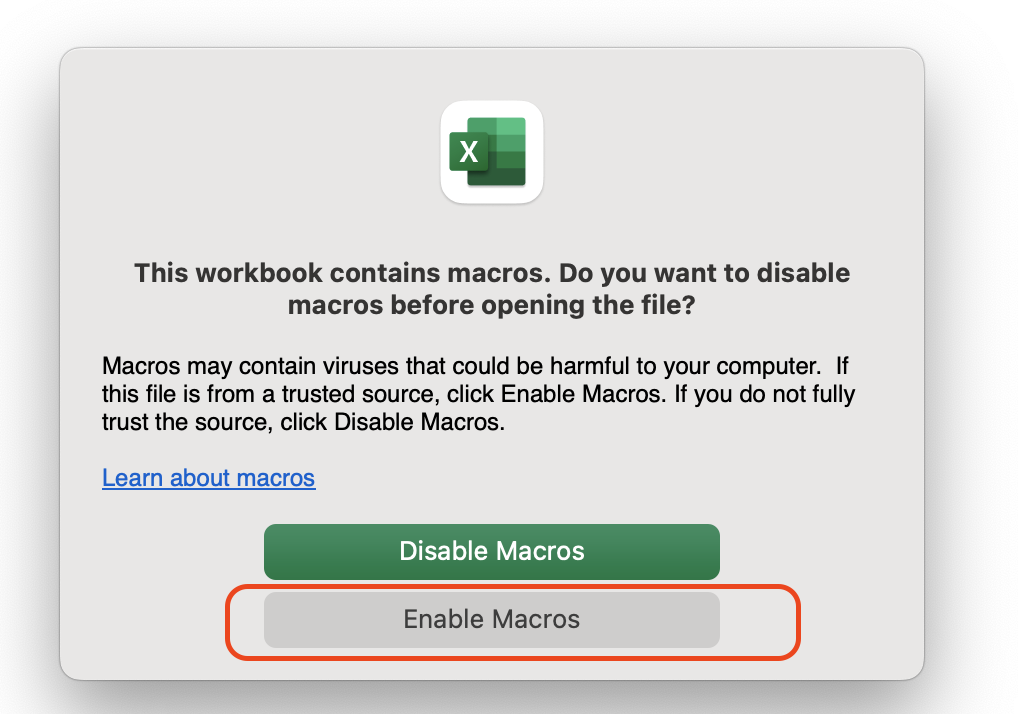 X
This workbook contains macros. Do you want to disable
macros before opening the file?
Macros may contain viruses that could be harmful to your computer.  If
this file is from a trusted source, click Enable Macros. If you do not fully
trust the source, click Disable Macros.
Learn about macros
Disable Macros
Enable Macros